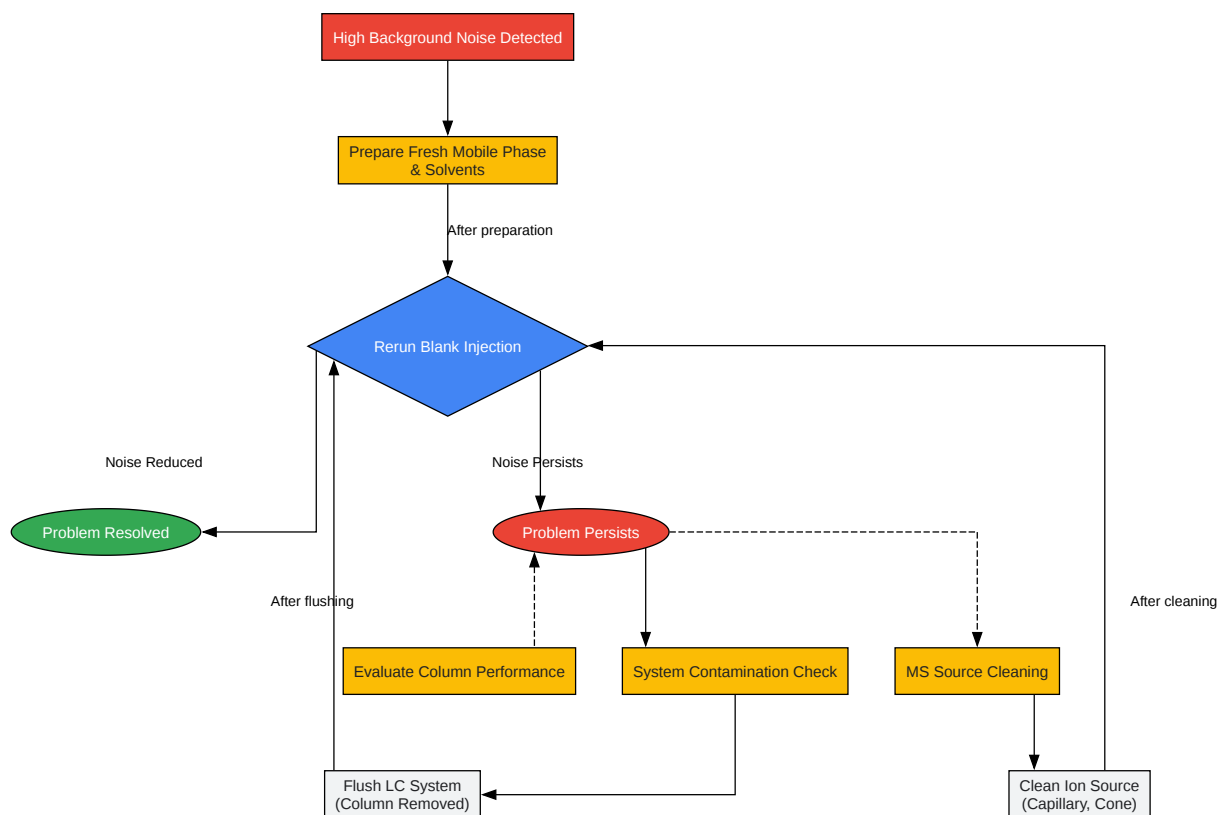 High Background Noise Detected
Prepare Fresh Mobile Phase
& Solvents
After preparation
Rerun Blank Injection
Noise Reduced
Noise Persists
Problem Resolved
Problem Persists
After flushing
After cleaning
Evaluate Column Performance
System Contamination Check
MS Source Cleaning
Flush LC System
(Column Removed)
Clean Ion Source
(Capillary, Cone)